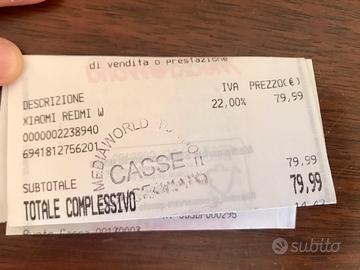 di vendita o prestazione
DESCRIZIONE IVA PREZZO(€)
XIAOMI REDMI W 22,00% 79,99
0000002238940
6941812756201
MEDIAWORLD
CASSE
79,99
SUBTOTALE 79,99
TOTALE COMPLESSIVO
subito